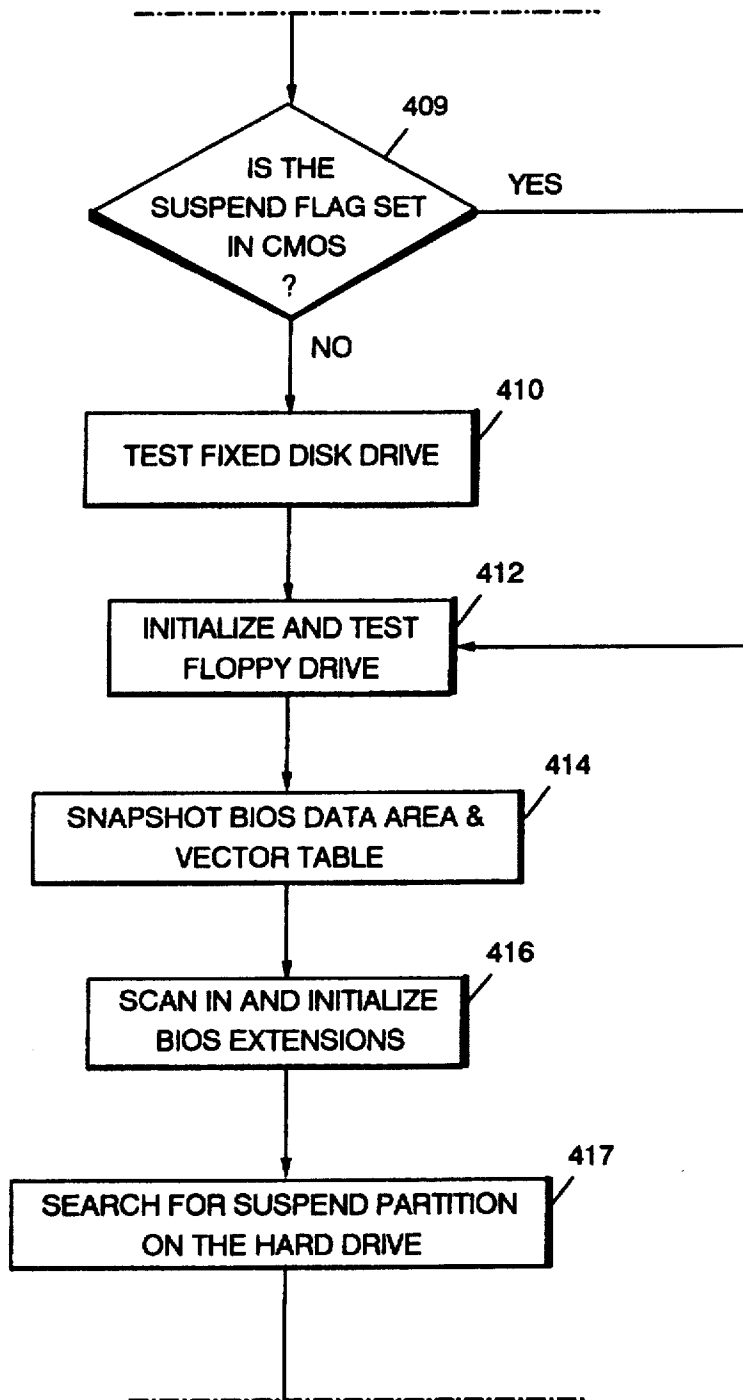 409
IS THE
SUSPEND FLAG SET
IN CMOS
?
YES
NO
410
TEST FIXED DISK DRIVE
412
INITIALIZE AND TEST
FLOPPY DRIVE
414
SNAPSHOT BIOS DATA AREA &
VECTOR TABLE
416
SCAN IN AND INITIALIZE
BIOS EXTENSIONS
417
SEARCH FOR SUSPEND PARTITION
ON THE HARD DRIVE